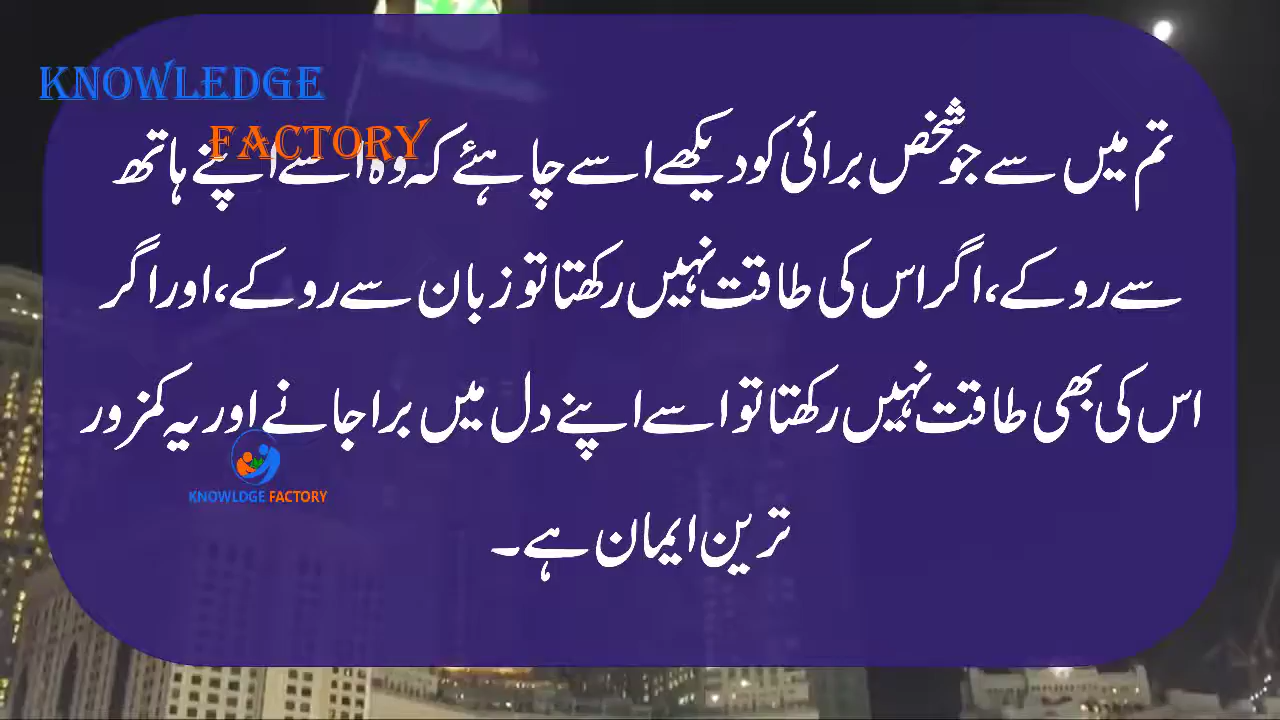 KNOWLEDGE
FACTORY
تم میں سے جو شخص برائی کو دیکھے اسے چاہئے کہ وہ اسے اپنے ہاتھ
سے روکے، اگر اس کی طاقت نہیں رکھتا تو زبان سے روکے، اور اگر
اس کی بھی طاقت نہیں رکھتا تو اسے اپنے دل میں برا جانے اور یہ کمزور
ترین ایمان ہے۔
KNOWLDGE FACTORY